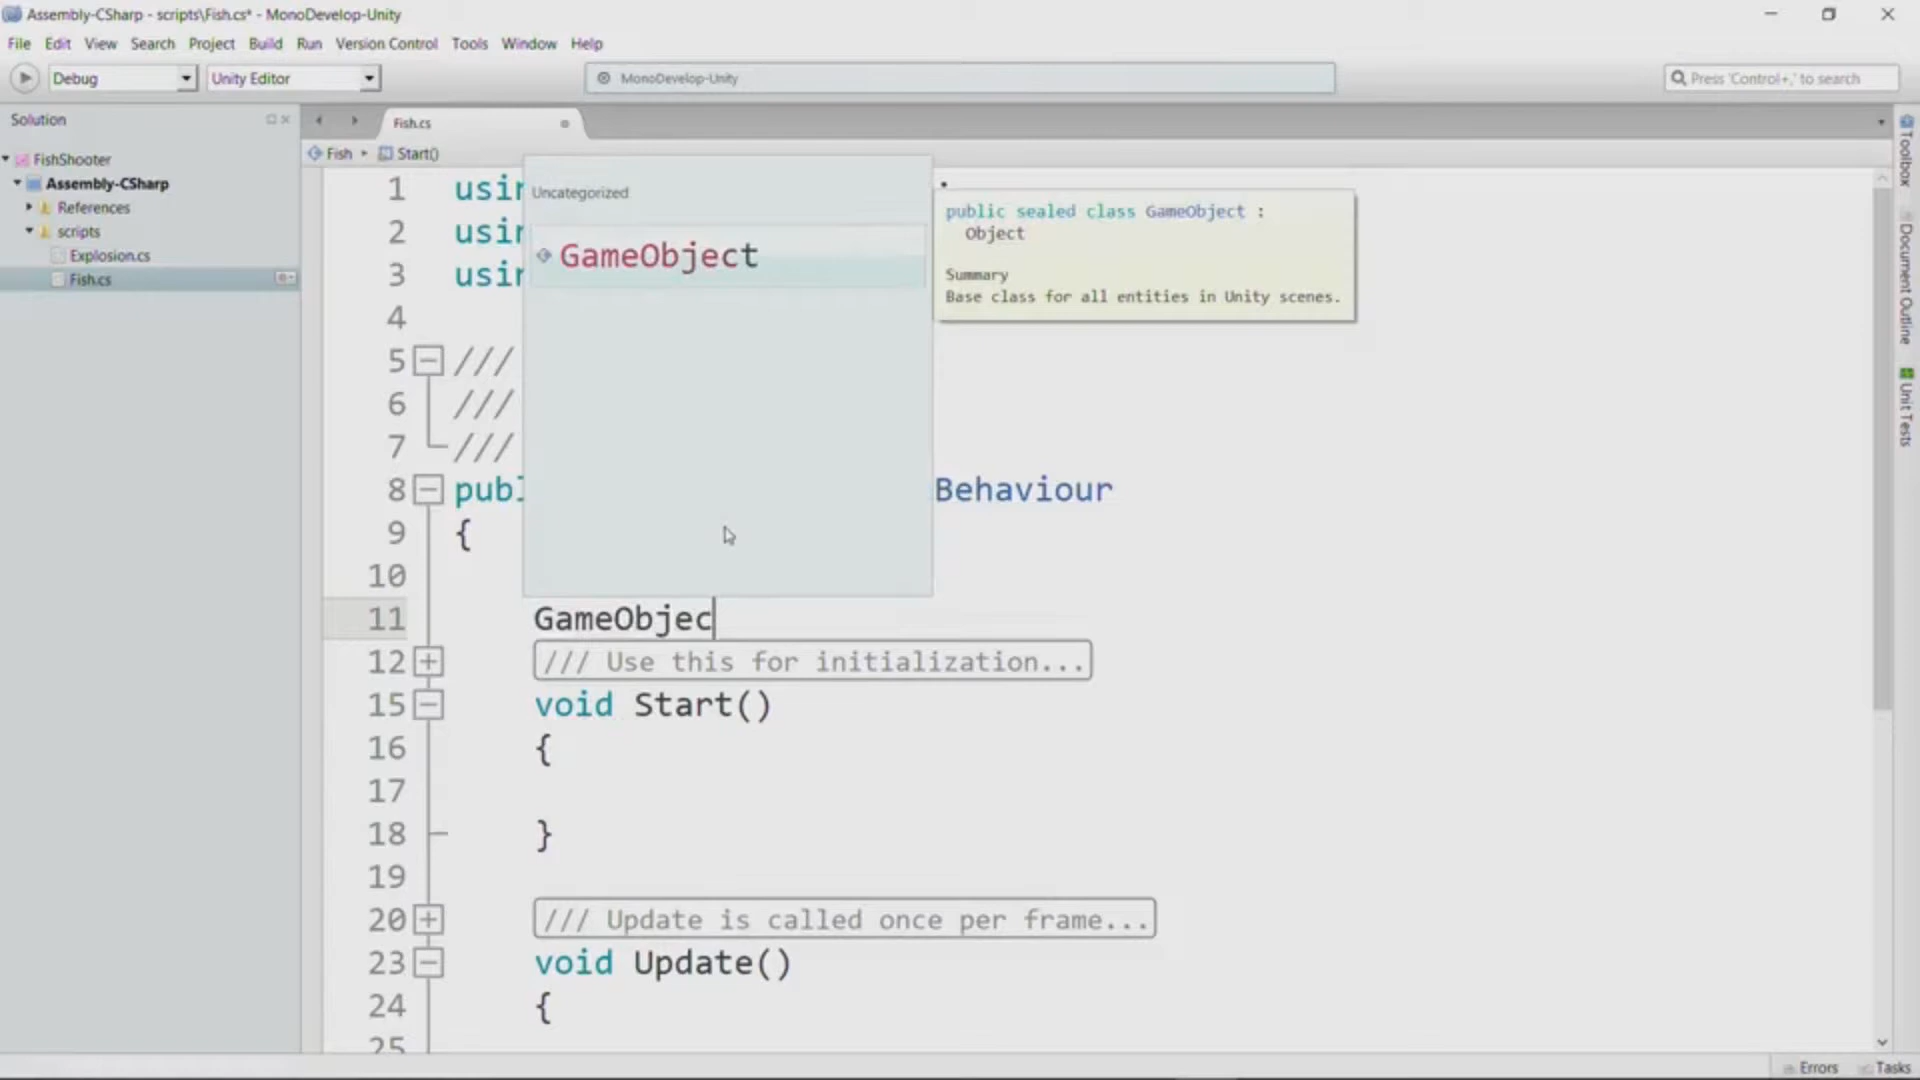 Assembly-CSharp - scripts\Fish.cs* - MonoDevelop-Unity
File Edit View Search Project Build Run Version Control Tools Window Help
Debug Unity Editor MonoDevelop-Unity Press 'Control+,' to search
Solution
FishShooter
Assembly-CSharp
References
scripts
Explosion.cs
Fish.cs
Fish.cs
Fish Start()
1 usin
2 usin
3 usin
4
5 ///
6 ///
7 ///
8 publ Behaviour
9 {
10
11 GameObjec
12 /// Use this for initialization...
15 void Start()
16 {
17
18 }
19
20 /// Update is called once per frame...
23 void Update()
24 {
25
Uncategorized
GameObject
public sealed class GameObject :
Object
Summary
Base class for all entities in Unity scenes.
Toolbox
Document Outline
Unit Tests
Errors Tasks